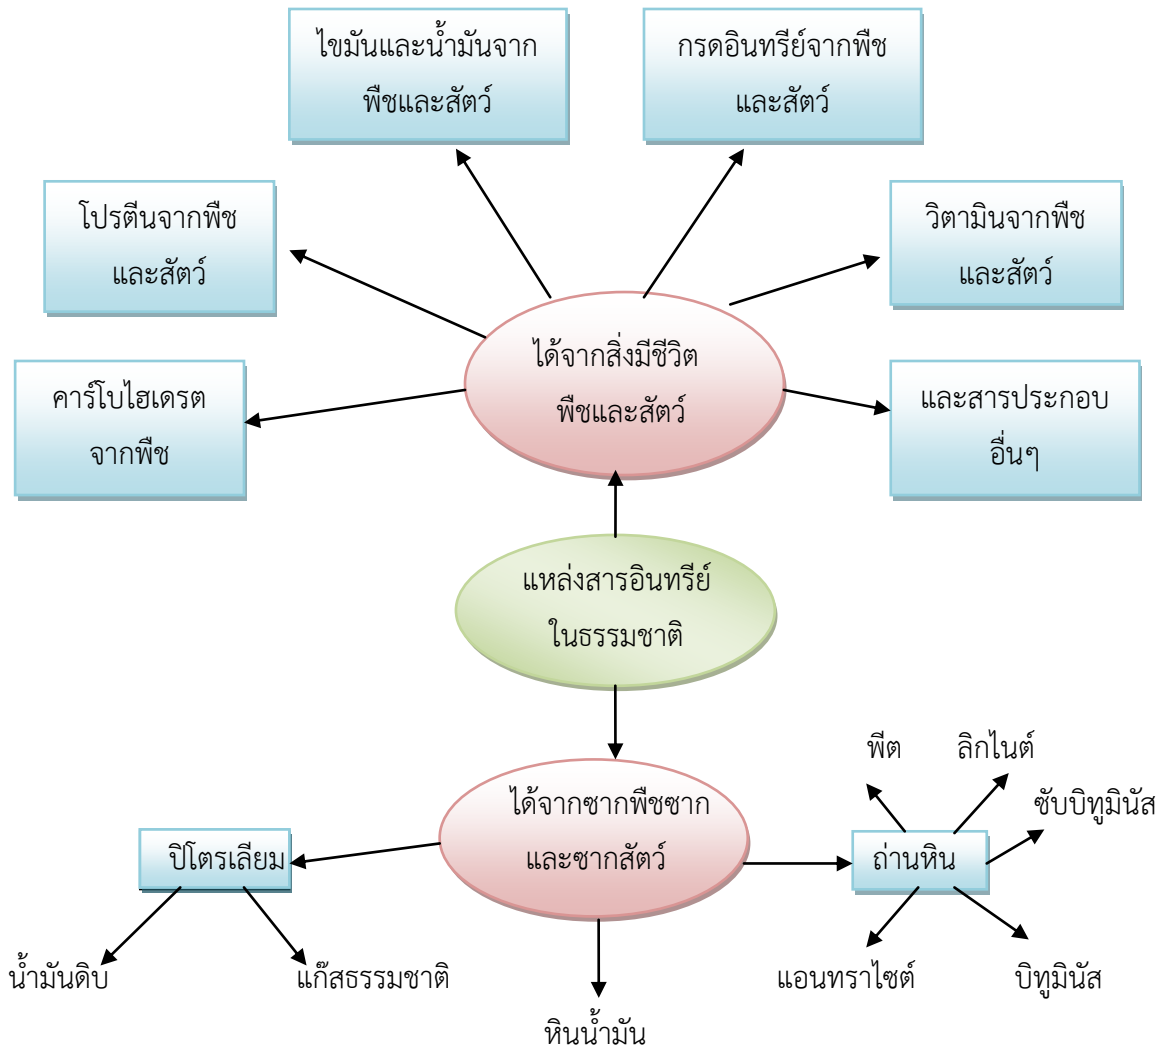 ไขมันและน้ำมันจาก
พืชและสัตว์
กรดอินทรีย์จากพืช
และสัตว์
โปรตีนจากพืช
และสัตว์
วิตามินจากพืช
และสัตว์
ได้จากสิ่งมีชีวิต
พืชและสัตว์
คาร์โบไฮเดรต
จากพืช
และสารประกอบ
อื่นๆ
แหล่งสารอินทรีย์
ในธรรมชาติ
ได้จากซากพืชซาก
และซากสัตว์
พีต
ลิกไนต์
ซับบิทูมินัส
ปิโตรเลียม
ถ่านหิน
น้ำมันดิบ
แก๊สธรรมชาติ
แอนทราไซต์
บิทูมินัส
หินน้ำมัน